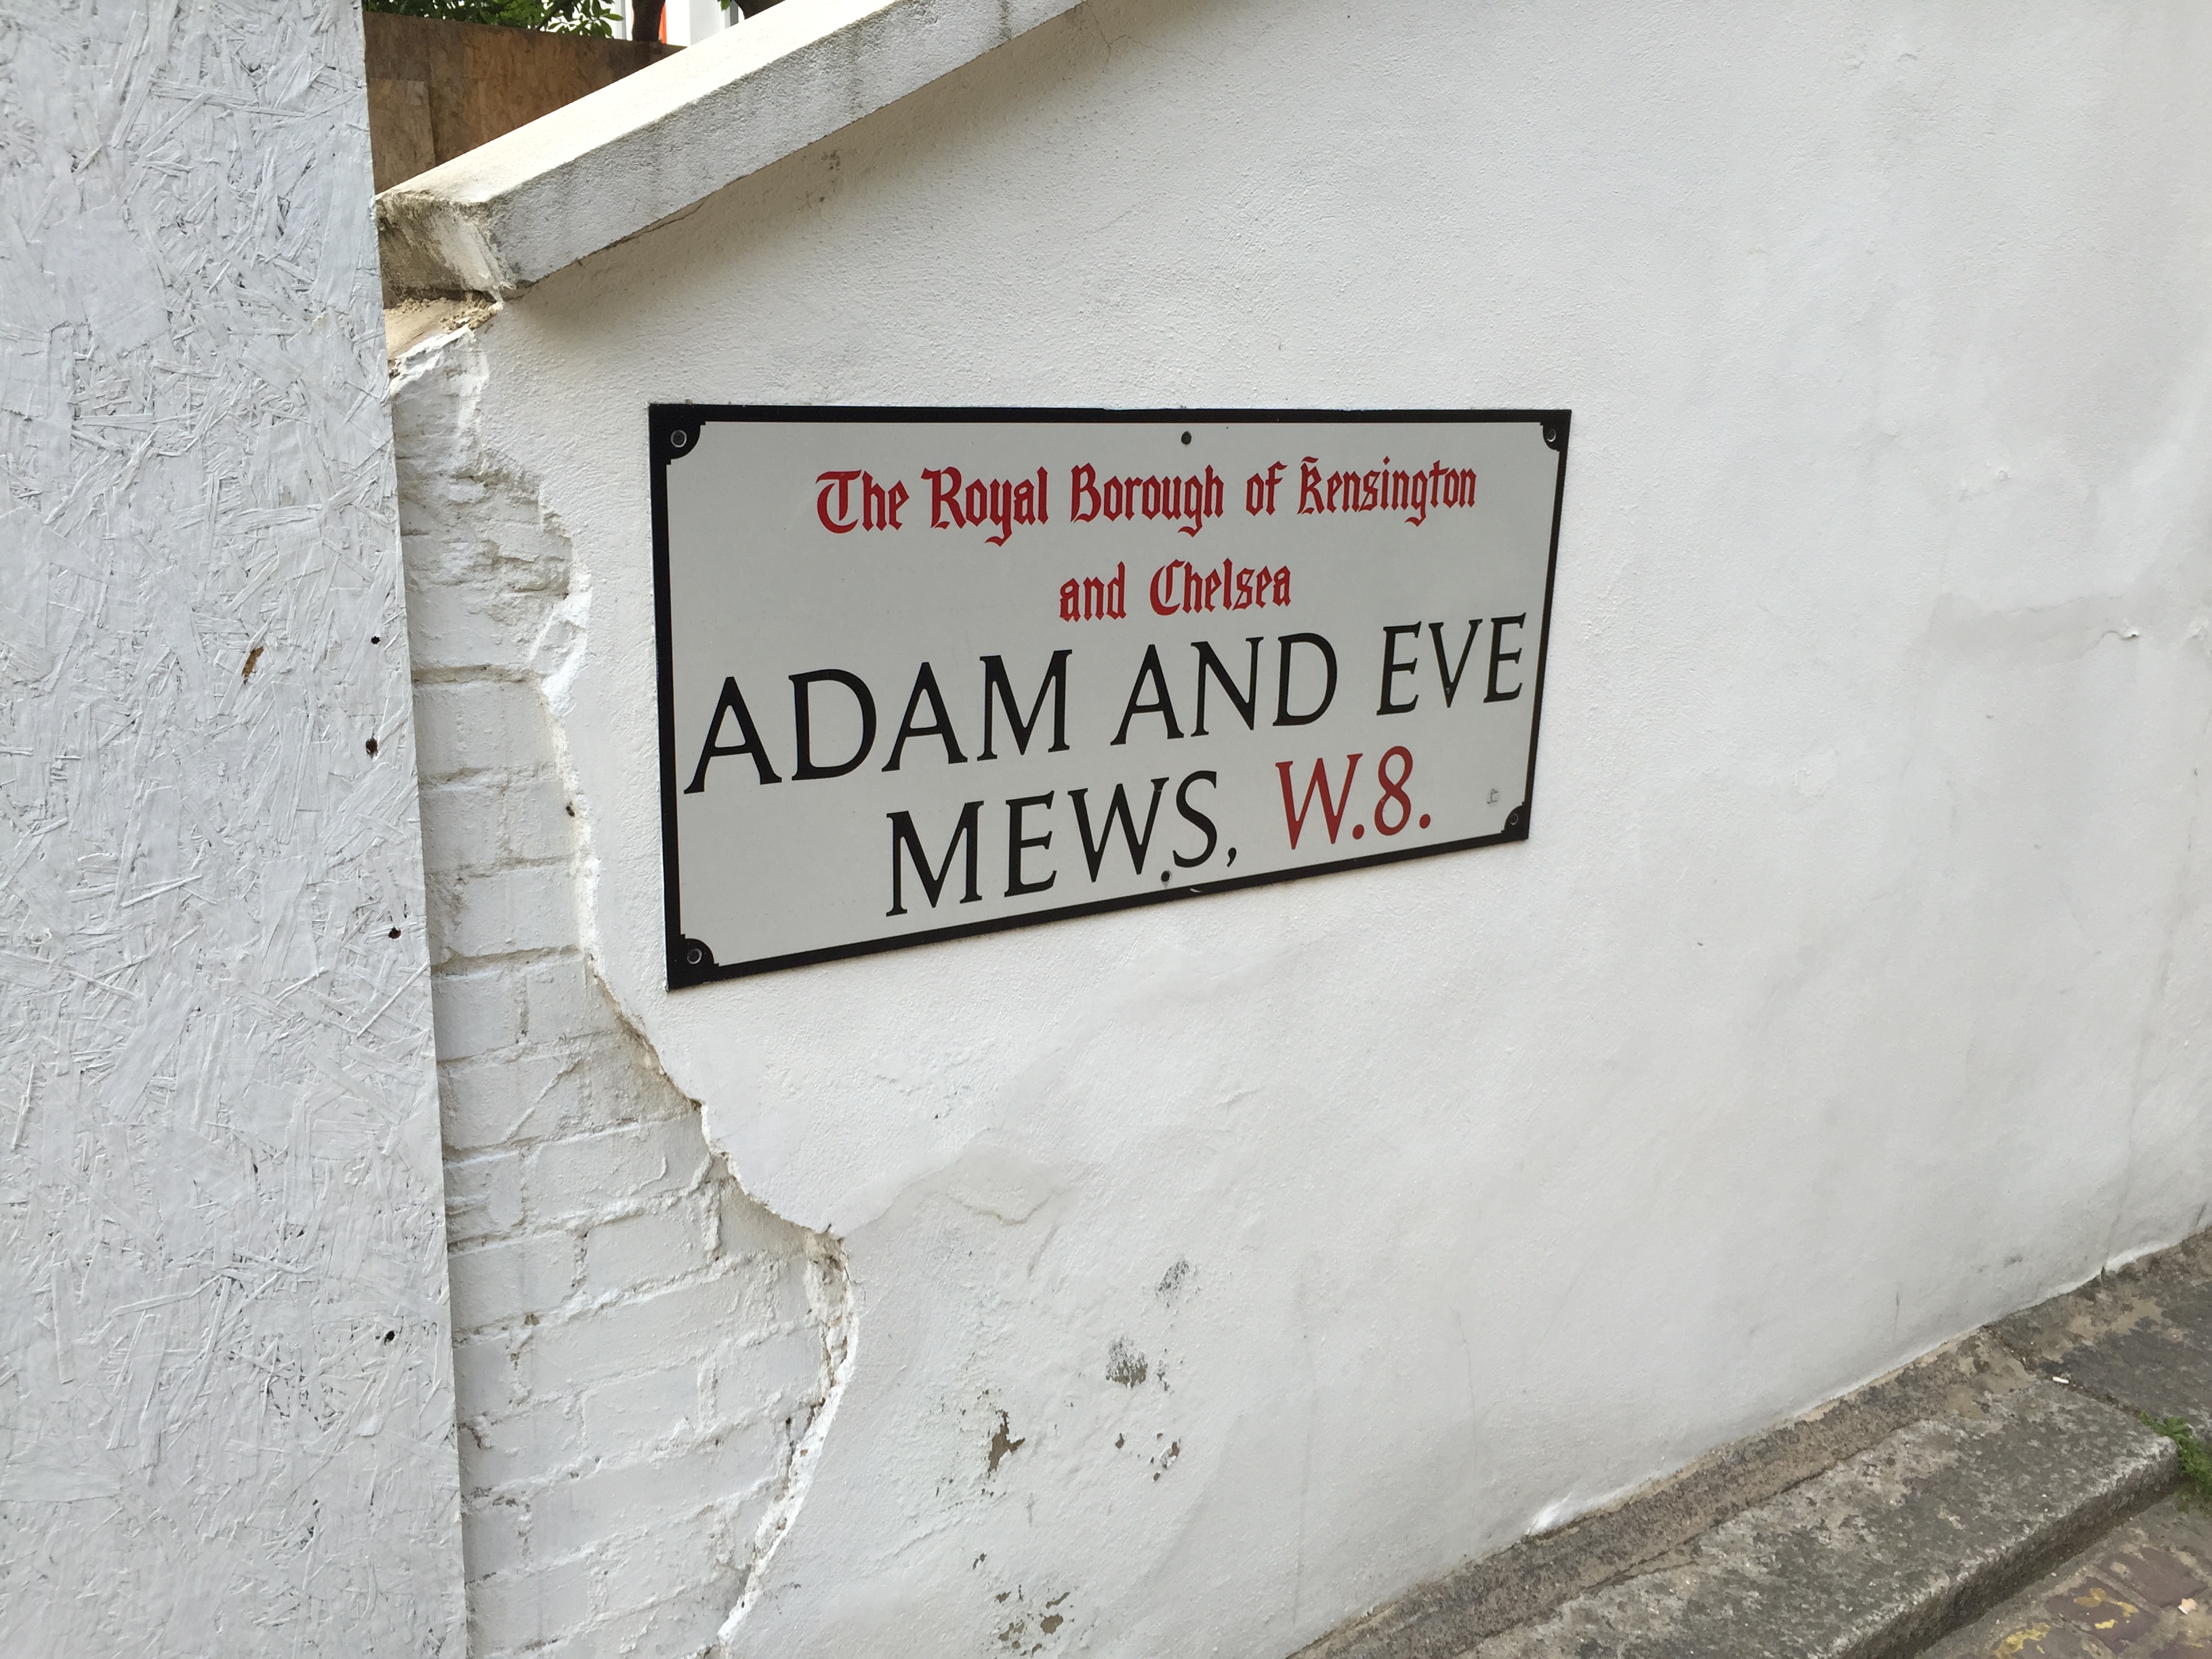 The Royal Borough of Kensington
and Chelsea
ADAM AND EVE
MEWS, W.8.